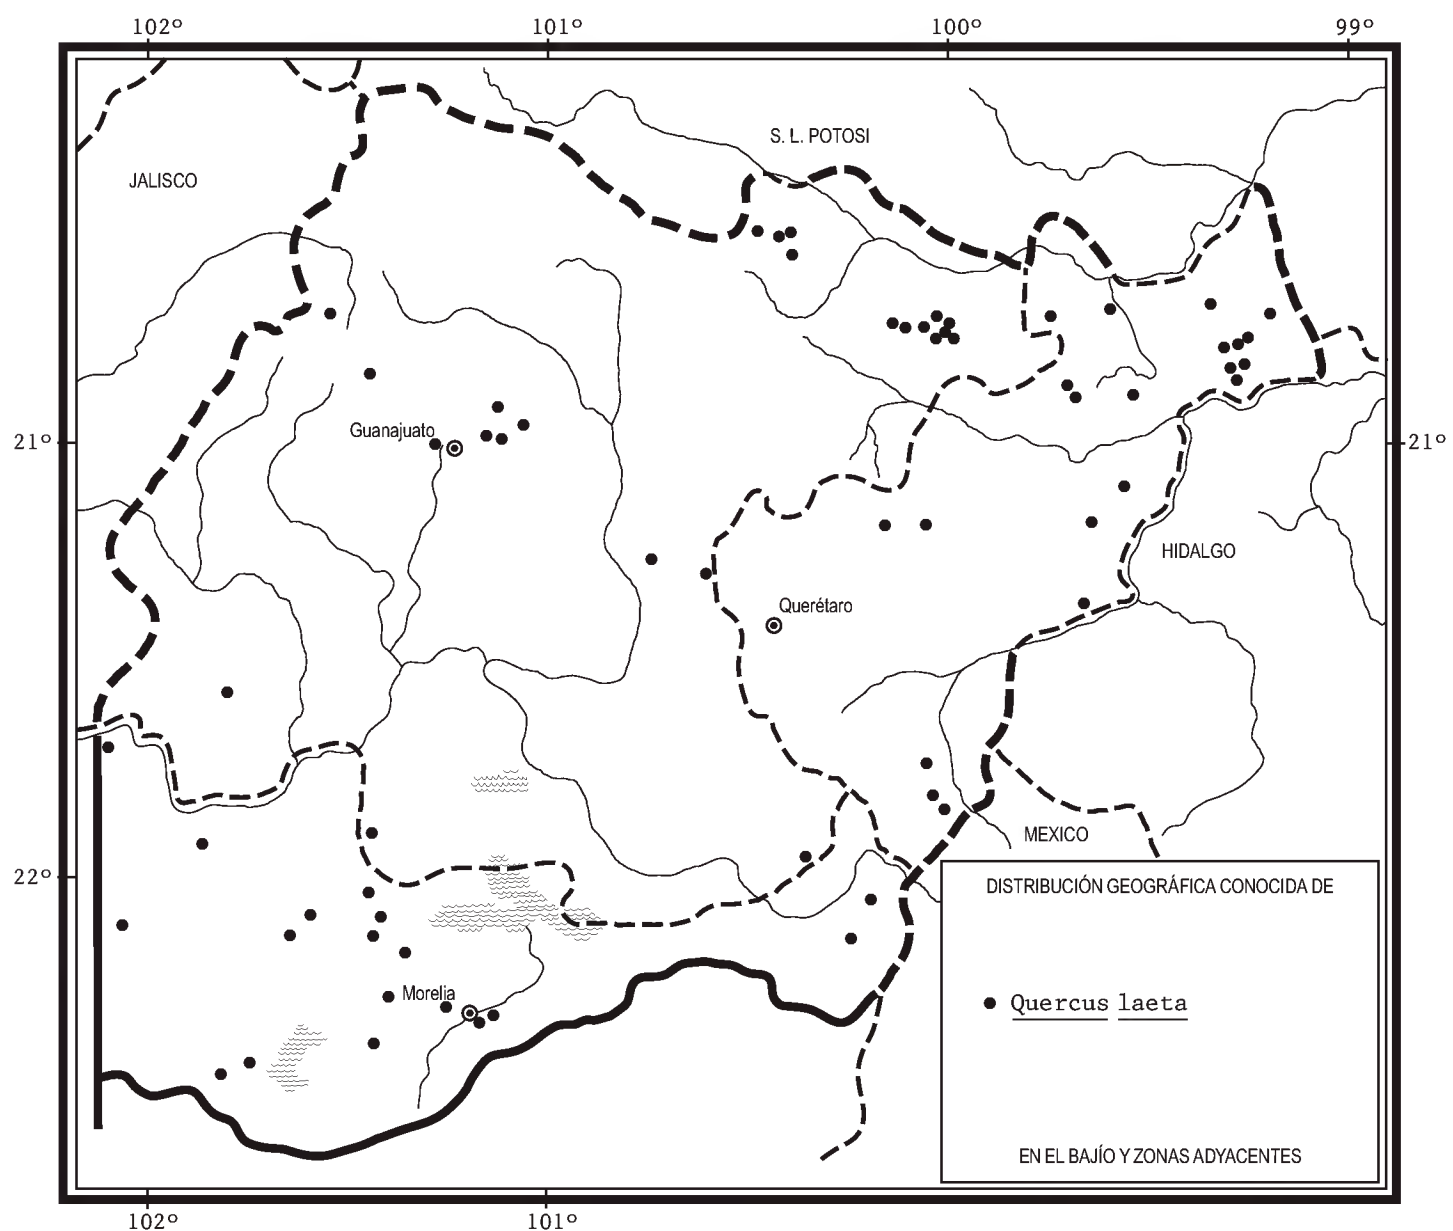 102º 101º 100º 99º
S. L. POTOSI
JALISCO
Guanajuato
21º 21º
HIDALGO
Querétaro
MEXICO
22º
DISTRIBUCIÓN GEOGRÁFICA CONOCIDA DE
Morelia
Quercus laeta
EN EL BAJÍO Y ZONAS ADYACENTES
102º 101º